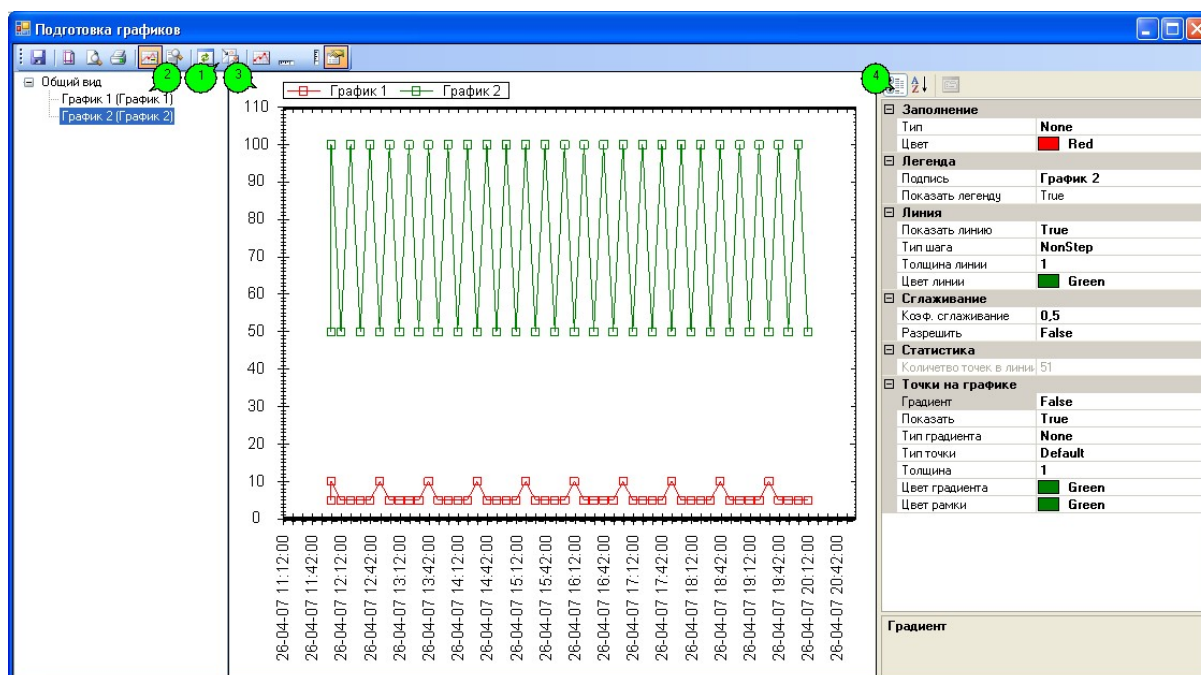 Подготовка графиков
2
1
3
4
Общий вид
График 1 (График 1)
График 2 (График 2)
График 1 График 2
110
100
90
80
70
60
50
40
30
20
10
0
26-04-07 11:12:00
26-04-07 11:42:00
26-04-07 12:12:00
26-04-07 12:42:00
26-04-07 13:12:00
26-04-07 13:42:00
26-04-07 14:12:00
26-04-07 14:42:00
26-04-07 15:12:00
26-04-07 15:42:00
26-04-07 16:12:00
26-04-07 16:42:00
26-04-07 17:12:00
26-04-07 17:42:00
26-04-07 18:12:00
26-04-07 18:42:00
26-04-07 19:12:00
26-04-07 19:42:00
26-04-07 20:12:00
26-04-07 20:42:00
Заполнение
Тип None
Цвет Red
Легенда
Подпись График 2
Показать легенду True
Линия
Показать линию True
Тип шага NonStep
Толщина линии 1
Цвет линии Green
Сглаживание
Коэф. сглаживание 0,5
Разрешить False
Статистика
Количетво точек в лини 51
Точки на графике
Градиент False
Показать True
Тип градиента None
Тип точки Default
Толщина 1
Цвет градиента Green
Цвет рамки Green
Градиент